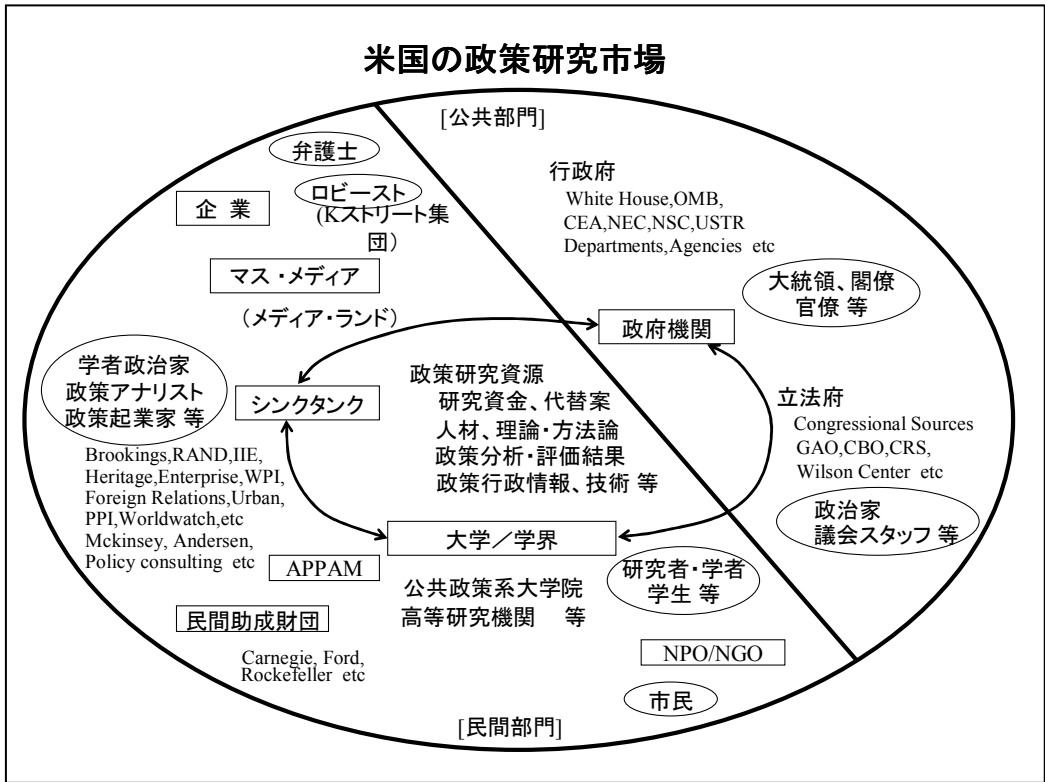 米国の政策研究市場
[公共部門]
弁護士
ロビースト
(Kストリート集
団)
企 業
マス・メディア
(メディア・ランド)
行政府
White House,OMB,
CEA,NEC,NSC,USTR
Departments,Agencies etc
大統領、閣僚
官僚 等
政府機関
学者政治家
政策アナリスト
政策起業家 等
シンクタンク
Brookings,RAND,IIE,
Heritage,Enterprise,WPI,
Foreign Relations,Urban,
PPI,Worldwatch,etc
Mckinsey, Andersen,
Policy consulting etc
政策研究資源
研究資金、代替案
人材、理論・方法論
政策分析・評価結果
政策行政情報、技術 等
立法府
Congressional Sources
GAO,CBO,CRS,
Wilson Center etc
政治家
議会スタッフ 等
大学／学界
公共政策系大学院
高等研究機関 等
研究者・学者
学生 等
APPAM
民間助成財団
Carnegie, Ford,
Rockefeller etc
NPO/NGO
市民
[民間部門]